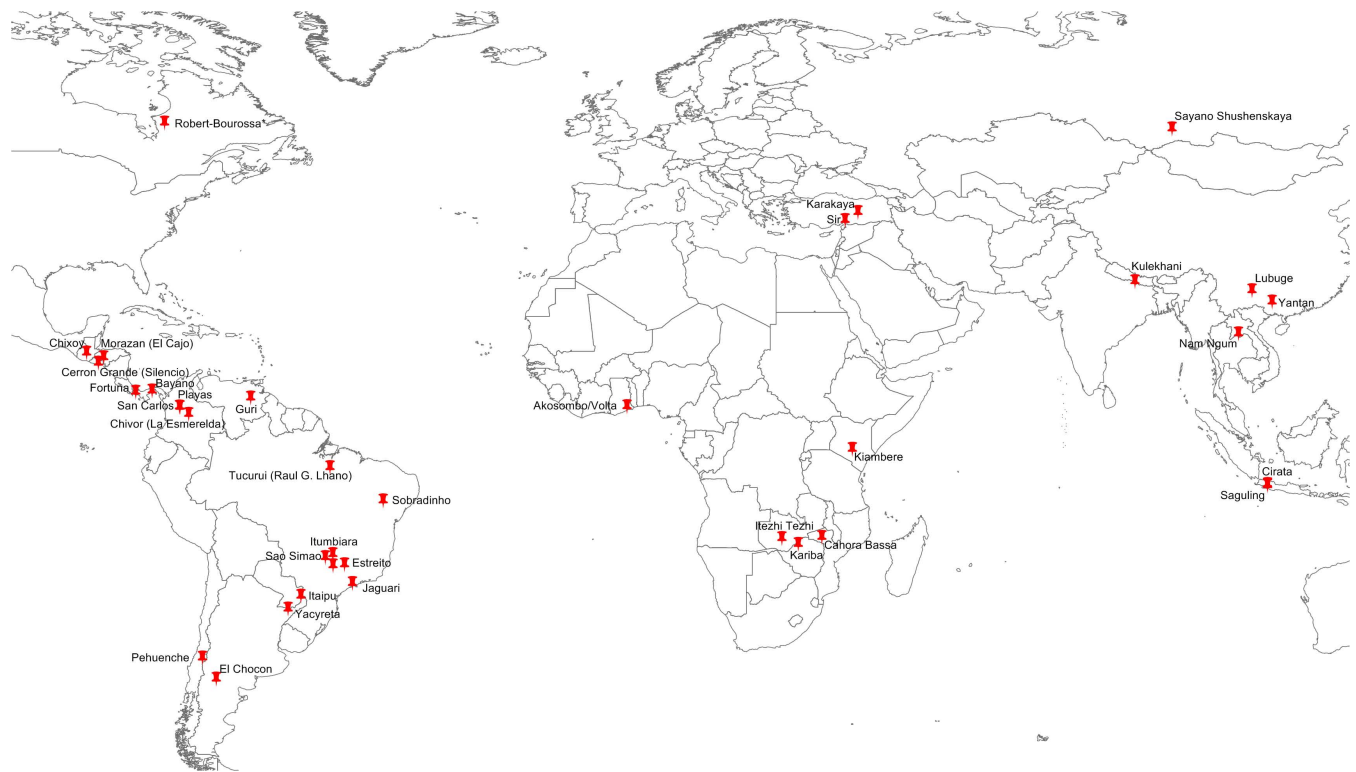 Sayano Shushenskaya
Robert-Bourossa
Karakaya
Sir
Kulekhani
Lubuge
Yantan
Nam Ngum
Chixoy
Morazan (El Cajo)
Cerron Grande (Silencio)
Fortuna
Bayano
Playas
San Carlos
Guri
Chivor (La Esmerelda)
Akosombo/Volta
Kiambere
Tucurui (Raul G. Lhano)
Cirata
Saguling
Sobradinho
Itezhi Tezhi
Cahora Bassa
Kariba
Itumbiara
Sao Simao
Estreito
Jaguari
Itaipu
Yacyreta
Pehuenche
El Chocon